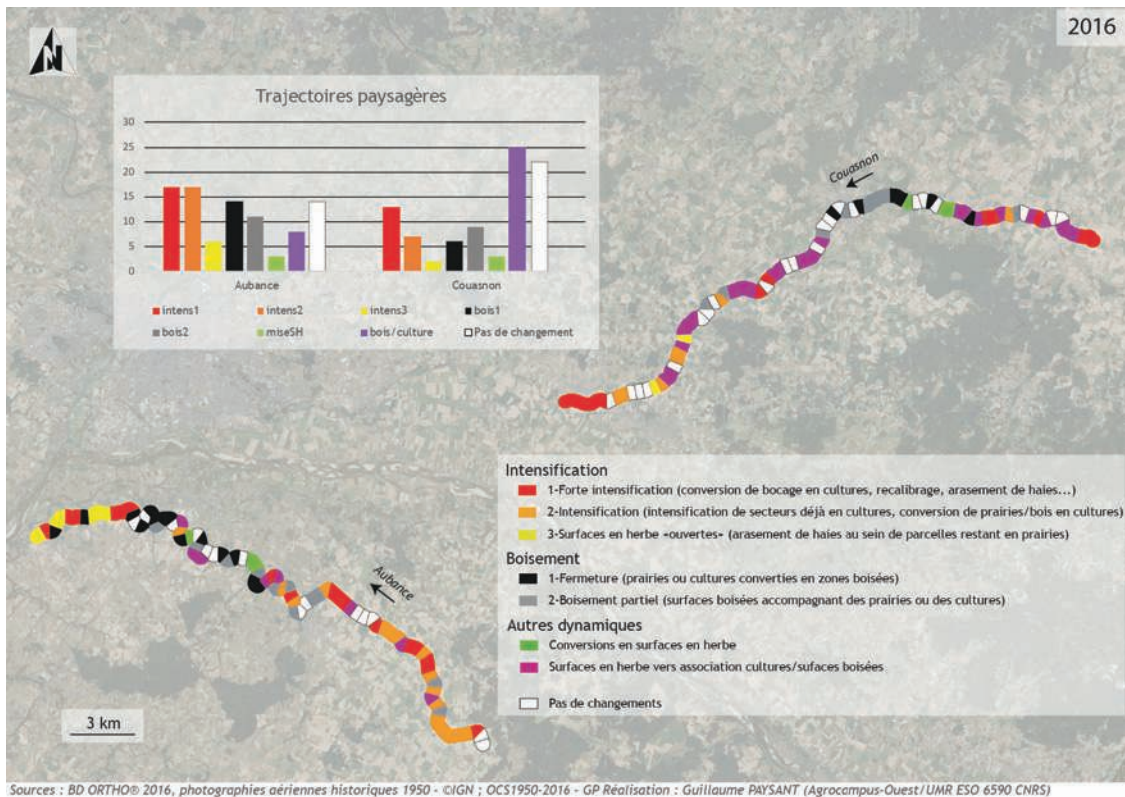 2016
N
Trajectoires paysagères
30
25
20
15
10
5
0
Aubance
Couasnon
intens1
intens2
intens3
bois1
bois2
miseSH
bois/culture
Pas de changement
Couasnon
Aubance
Intensification
1-Forte intensification (conversion de bocage en cultures, recalibrage, arasement de haies...)
2-Intensification (intensification de secteurs déjà en cultures, conversion de prairies/bois en cultures)
3-Surfaces en herbe «ouvertes» (arasement de haies au sein de parcelles restant en prairies)
Boisement
1-Fermeture (prairies ou cultures converties en zones boisées)
2-Boisement partiel (surfaces boisées accompagnant des prairies ou des cultures)
Autres dynamiques
Conversions en surfaces en herbe
Surfaces en herbe vers association cultures/sufaces boisées
Pas de changements
3 km
Sources : BD ORTHO® 2016, photographies aériennes historiques 1950 - ©IGN ; OCS1950-2016 - GP Réalisation : Guillaume PAYSANT (Agrocampus-Ouest/UMR ESO 6590 CNRS)